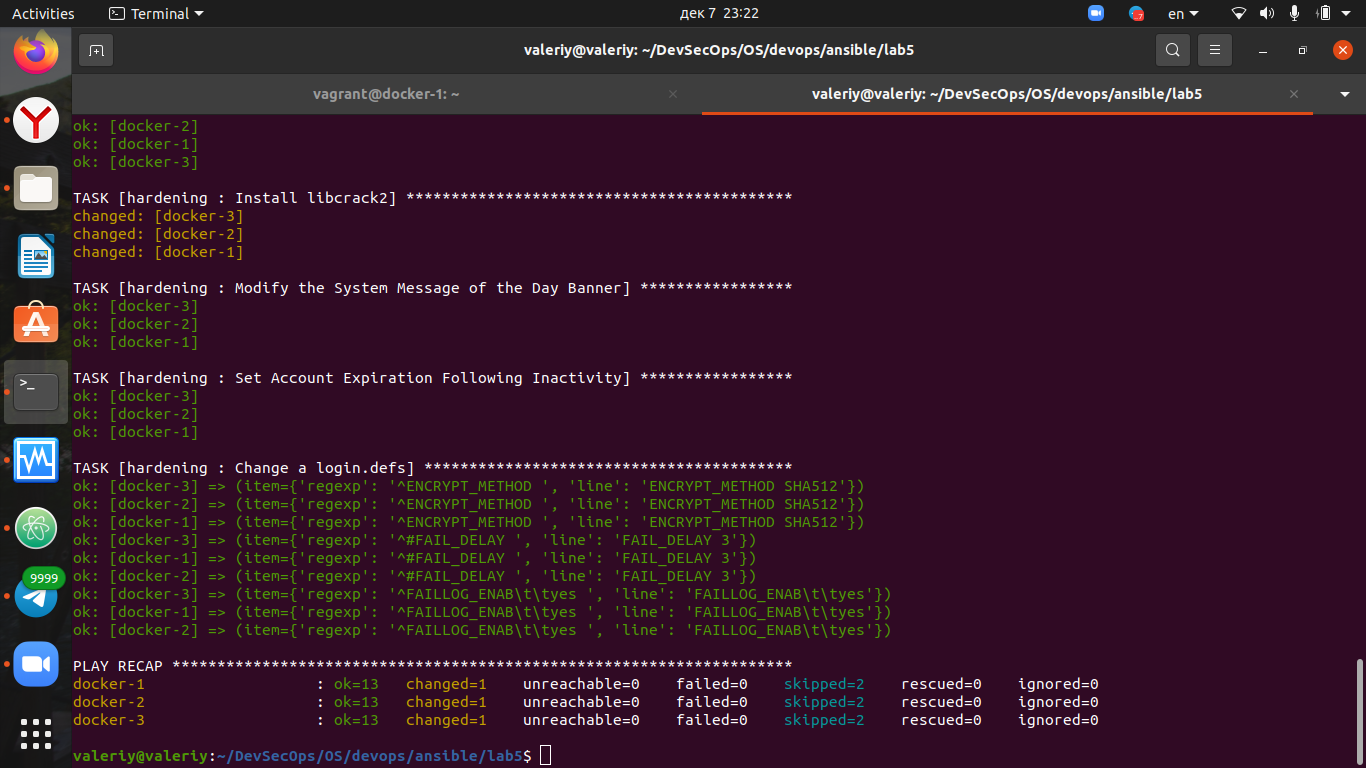 Activities Terminal дек 7 23:22 en
valeriy@valeriy: ~/DevSecOps/OS/devops/ansible/lab5
vagrant@docker-1: ~ valeriy@valeriy: ~/DevSecOps/OS/devops/ansible/lab5
ok: [docker-2]
ok: [docker-1]
ok: [docker-3]
TASK [hardening : Install libcrack2] *******************************************
changed: [docker-3]
changed: [docker-2]
changed: [docker-1]
TASK [hardening : Modify the System Message of the Day Banner] *****************
ok: [docker-3]
ok: [docker-2]
ok: [docker-1]
TASK [hardening : Set Account Expiration Following Inactivity] *****************
ok: [docker-3]
ok: [docker-2]
ok: [docker-1]
TASK [hardening : Change a login.defs] *****************************************
ok: [docker-3] => (item={'regexp': '^ENCRYPT_METHOD ', 'line': 'ENCRYPT_METHOD SHA512'})
ok: [docker-2] => (item={'regexp': '^ENCRYPT_METHOD ', 'line': 'ENCRYPT_METHOD SHA512'})
ok: [docker-1] => (item={'regexp': '^ENCRYPT_METHOD ', 'line': 'ENCRYPT_METHOD SHA512'})
ok: [docker-3] => (item={'regexp': '^#FAIL_DELAY ', 'line': 'FAIL_DELAY 3'})
ok: [docker-1] => (item={'regexp': '^#FAIL_DELAY ', 'line': 'FAIL_DELAY 3'})
ok: [docker-2] => (item={'regexp': '^#FAIL_DELAY ', 'line': 'FAIL_DELAY 3'})
ok: [docker-3] => (item={'regexp': '^FAILLOG_ENAB\t\tyes ', 'line': 'FAILLOG_ENAB\t\tyes'})
ok: [docker-1] => (item={'regexp': '^FAILLOG_ENAB\t\tyes ', 'line': 'FAILLOG_ENAB\t\tyes'})
ok: [docker-2] => (item={'regexp': '^FAILLOG_ENAB\t\tyes ', 'line': 'FAILLOG_ENAB\t\tyes'})
9999
PLAY RECAP *********************************************************************
docker-1 : ok=13 changed=1 unreachable=0 failed=0 skipped=2 rescued=0 ignored=0
docker-2 : ok=13 changed=1 unreachable=0 failed=0 skipped=2 rescued=0 ignored=0
docker-3 : ok=13 changed=1 unreachable=0 failed=0 skipped=2 rescued=0 ignored=0
valeriy@valeriy:~/DevSecOps/OS/devops/ansible/lab5$